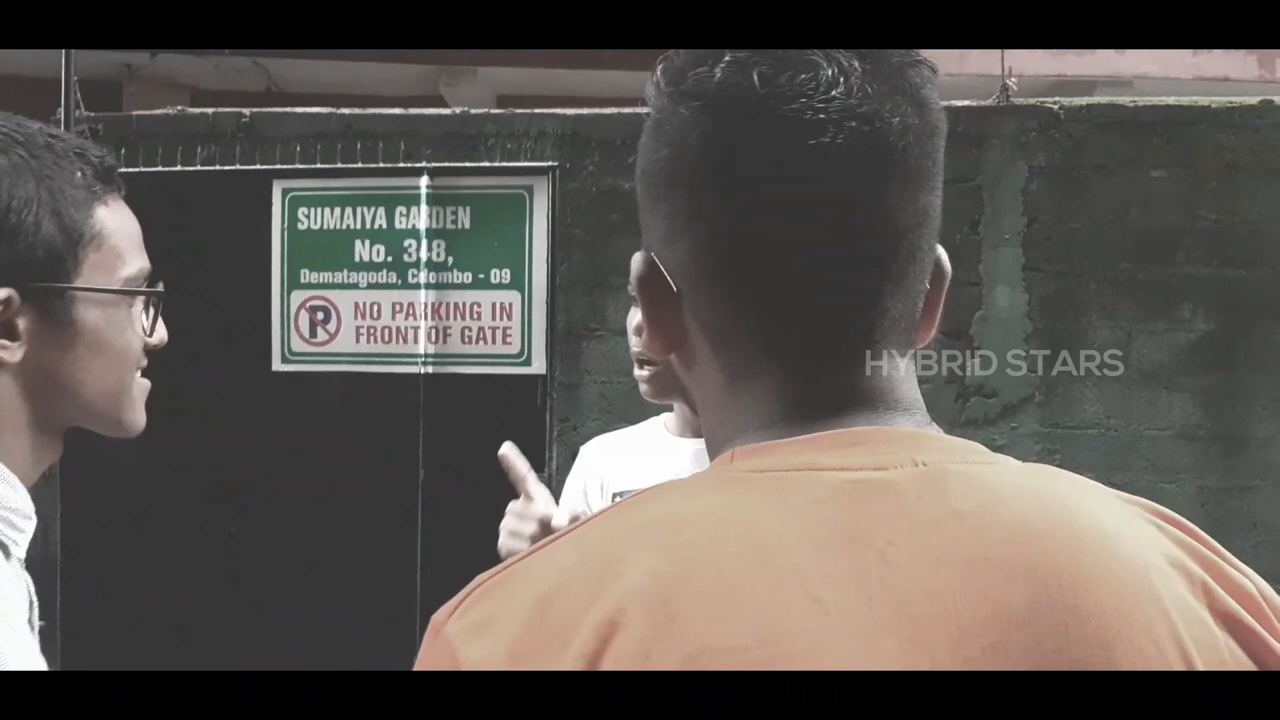 SUMAIYA GARDEN
No. 348,
Dematagoda, Colombo - 09
NO PARKING IN
FRONT OF GATE
HYBRID STARS